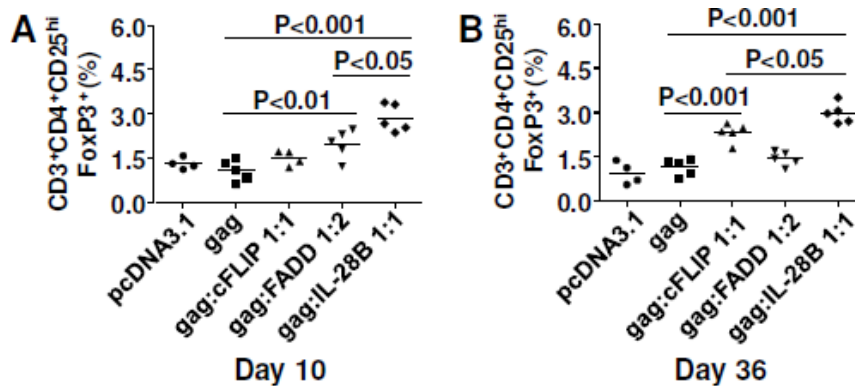 A
CD3+CD4+CD25hi
FoxP3+(%)
6.0
4.5
3.0
1.5
0.0
P<0.001
P<0.05
P<0.01
pcDNA3.1
gag
gag:cFLIP 1:1
gag:FADD 1:2
gag:IL-28B 1:1
Day 10
B
CD3+CD4+CD25hi
FoxP3+ (%)
6.0
4.5
3.0
1.5
0.0
P<0.001
P<0.05
P<0.001
pcDNA3.1
gag
gag:cFLIP 1:1
gag:FADD 1:2
gag:IL-28B 1:1
Day 36